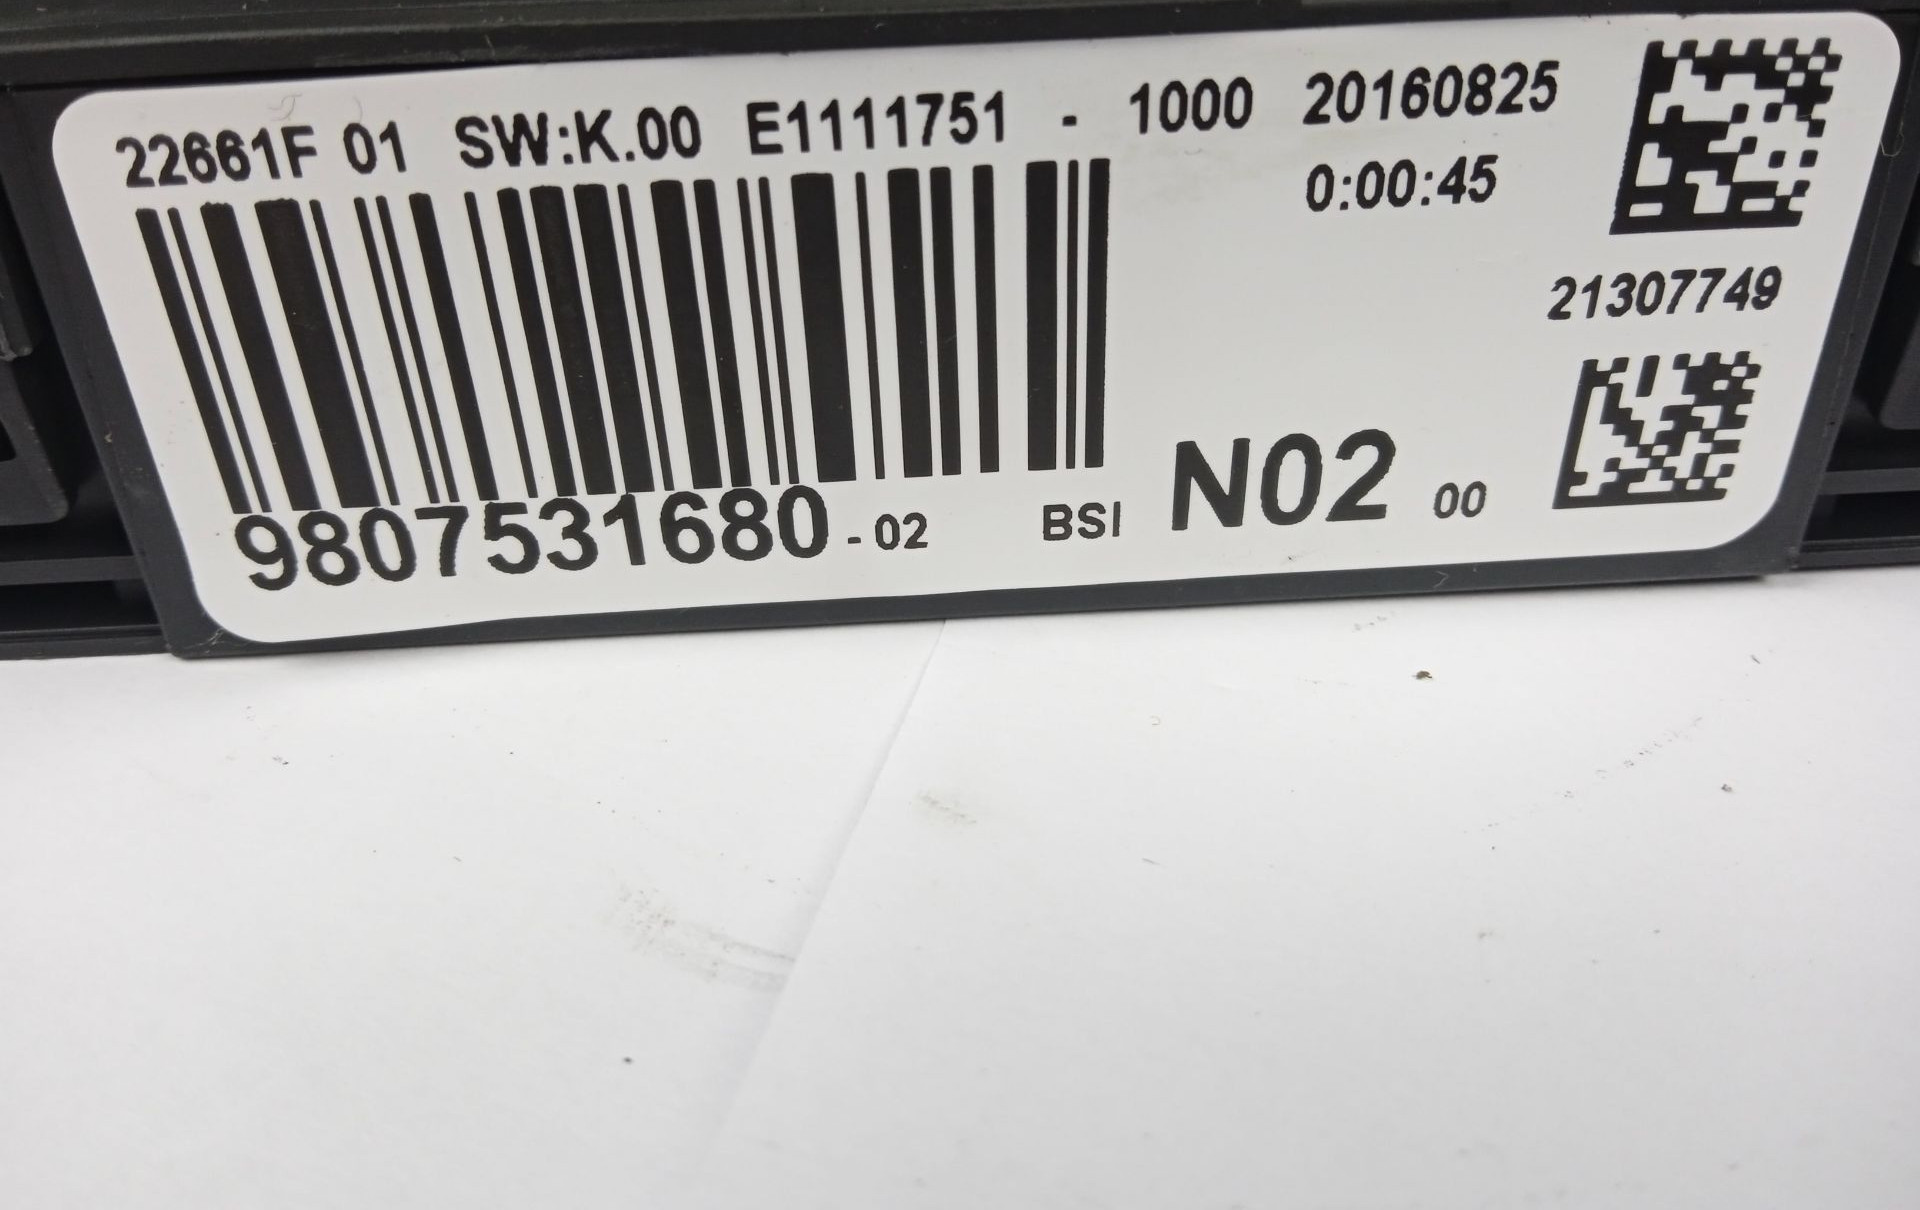 22661F 01 SW:K.00 E1111751 - 1000 20160825
0:00:45
21307749
9807531680 - 02 BSI N02 00